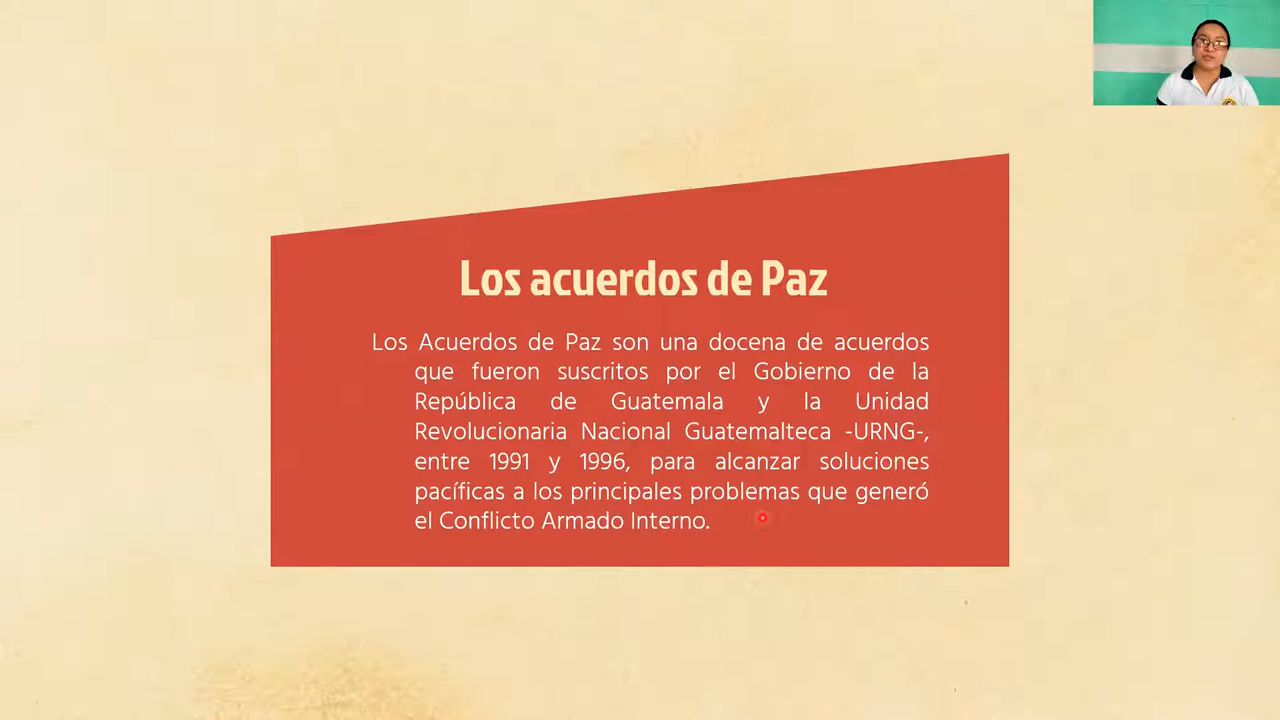 Los acuerdos de Paz
Los Acuerdos de Paz son una docena de acuerdos
que fueron suscritos por el Gobierno de la
República de Guatemala y la Unidad
Revolucionaria Nacional Guatemalteca -URNG-,
entre 1991 y 1996, para alcanzar soluciones
pacíficas a los principales problemas que generó
el Conflicto Armado Interno.